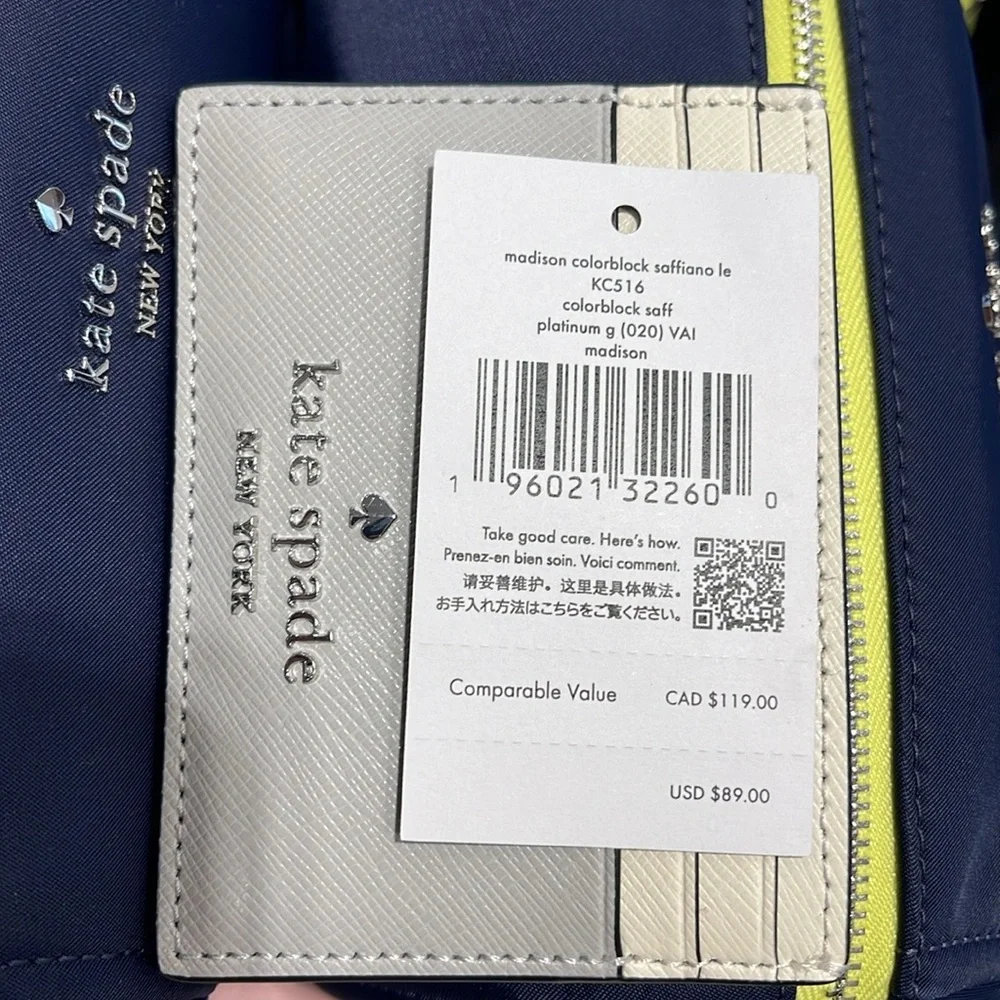 kate spade
NEW YORK
kate spade
NEW YORK
madison colorblock saffiano le
KC516
colorblock saff
platinum g (020) VAI
madison
1 96021 32260 0
Take good care. Here's how.
Prenez-en bien soin. Voici comment.
请妥善维护。这里是具体做法。
お手入れ方法はこちらをご覧ください。
Comparable Value CAD $119.00
USD $89.00